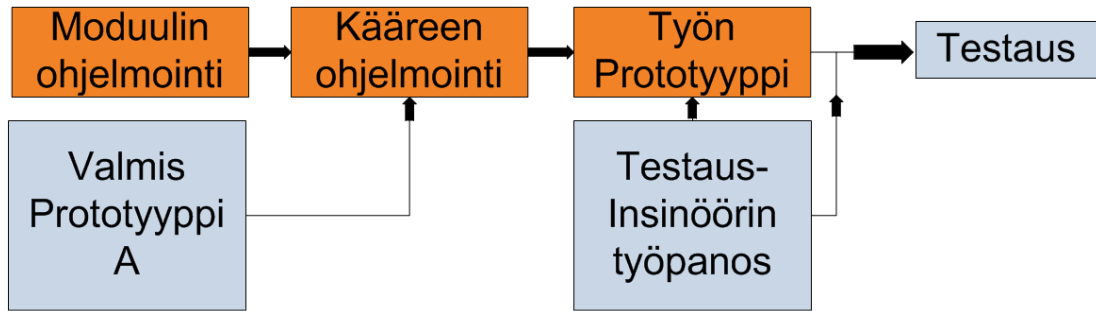 Moduulin
ohjelmointi
Kääreen
ohjelmointi
Työn
Prototyyppi
Testaus
Valmis
Prototyyppi
A
Testaus-
Insinöörin
työpanos